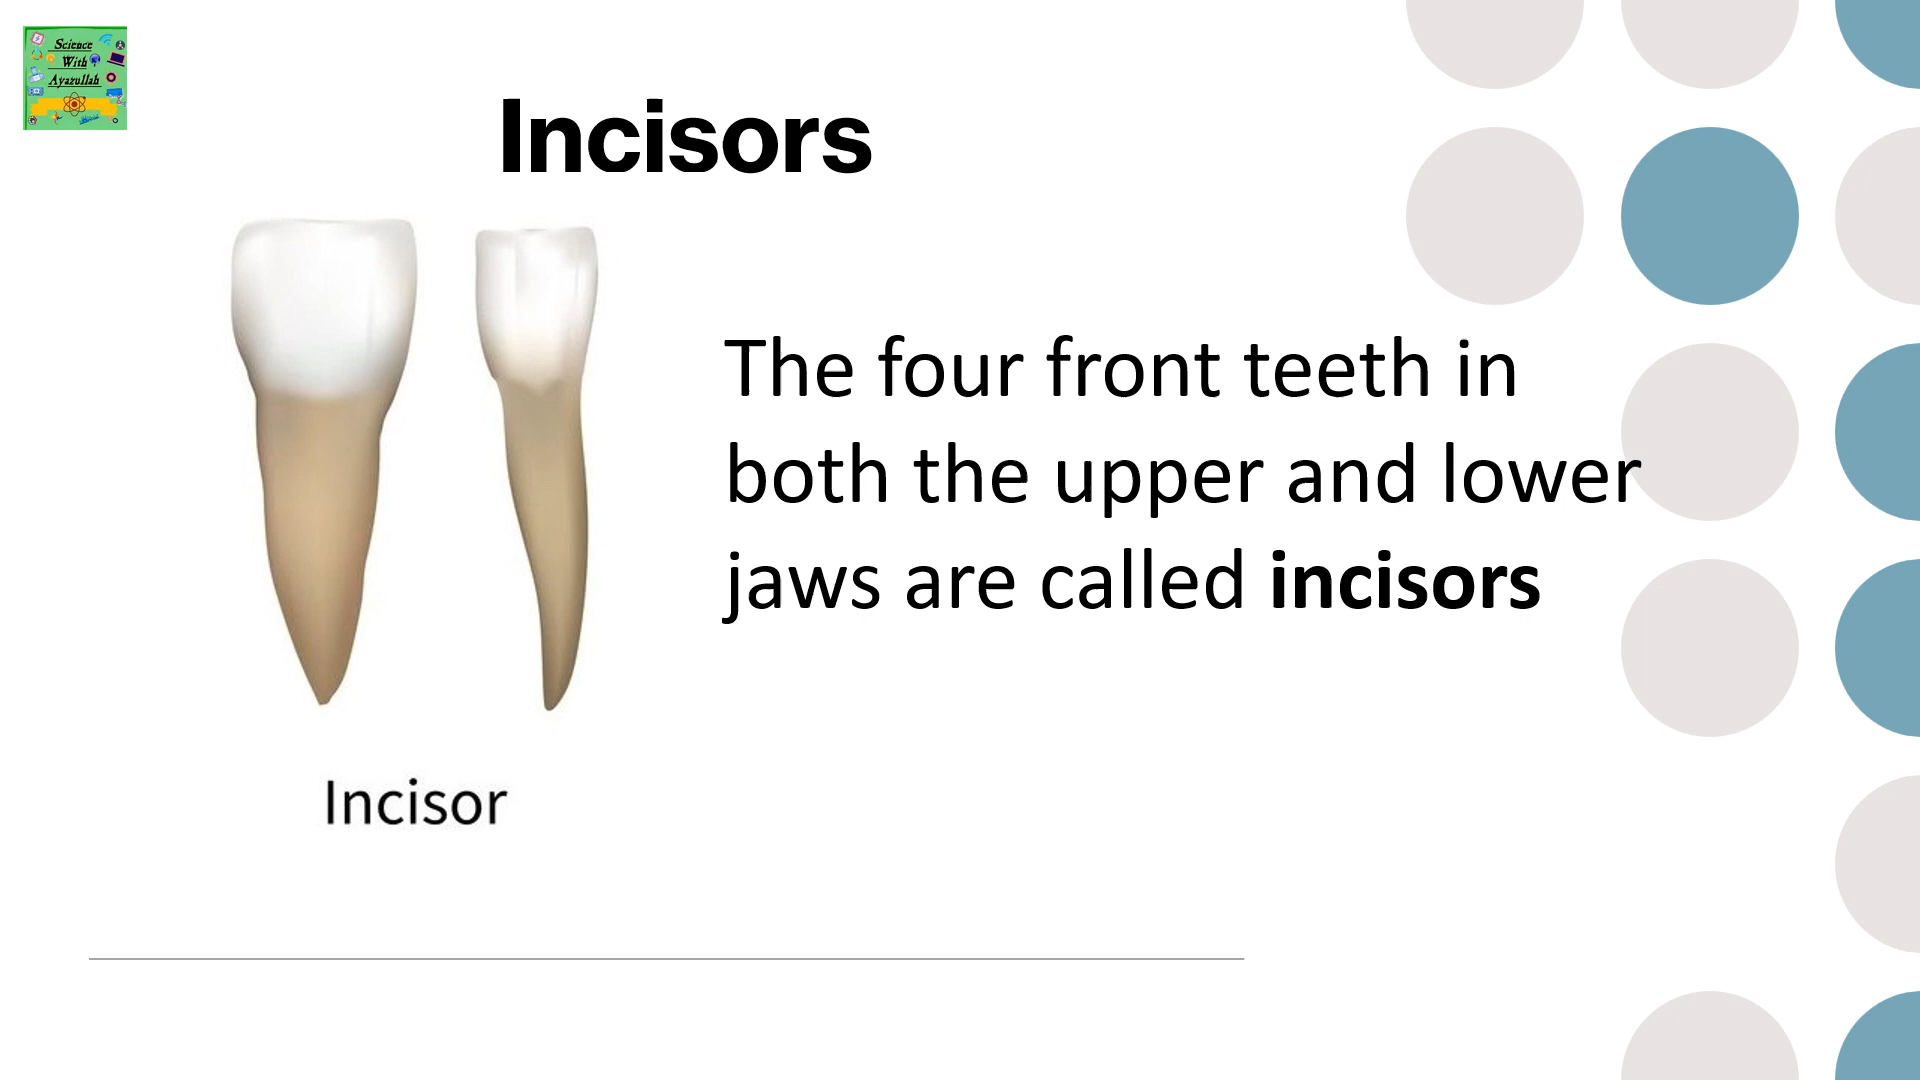 Science
With
Ayazullah
Incisors
The four front teeth in
both the upper and lower
jaws are called incisors
Incisor